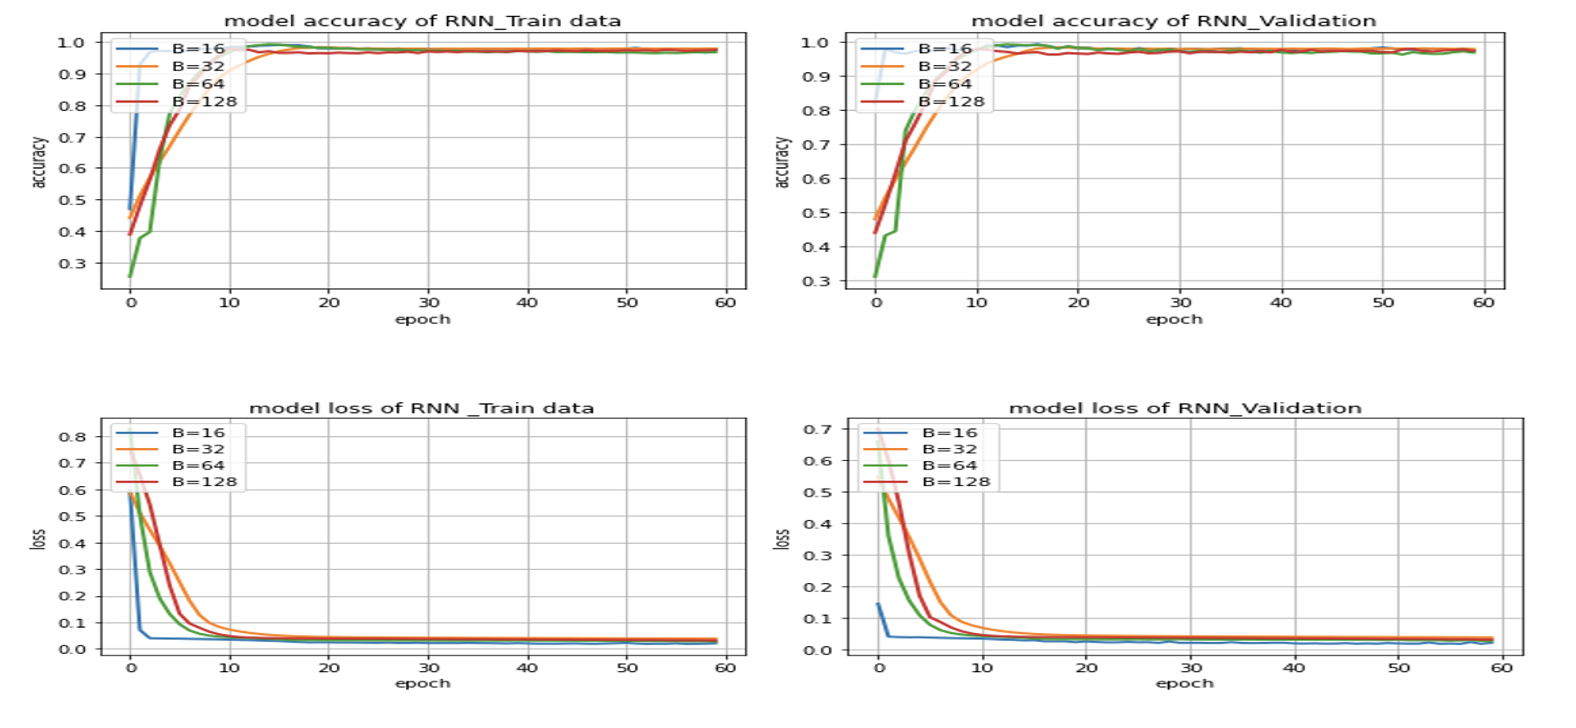 model accuracy of RNN_Train data
1.0
0.9
0.8
0.7
0.6
0.5
0.4
0.3
accuracy
B=16
B=32
B=64
B=128
0 10 20 30 40 50 60
epoch
model accuracy of RNN_Validation
1.0
0.9
0.8
0.7
0.6
0.5
0.4
0.3
accuracy
B=16
B=32
B=64
B=128
0 10 20 30 40 50 60
epoch
model loss of RNN _Train data
0.8
0.7
0.6
0.5
0.4
0.3
0.2
0.1
0.0
loss
B=16
B=32
B=64
B=128
0 10 20 30 40 50 60
epoch
model loss of RNN_Validation
0.7
0.6
0.5
0.4
0.3
0.2
0.1
0.0
loss
B=16
B=32
B=64
B=128
0 10 20 30 40 50 60
epoch